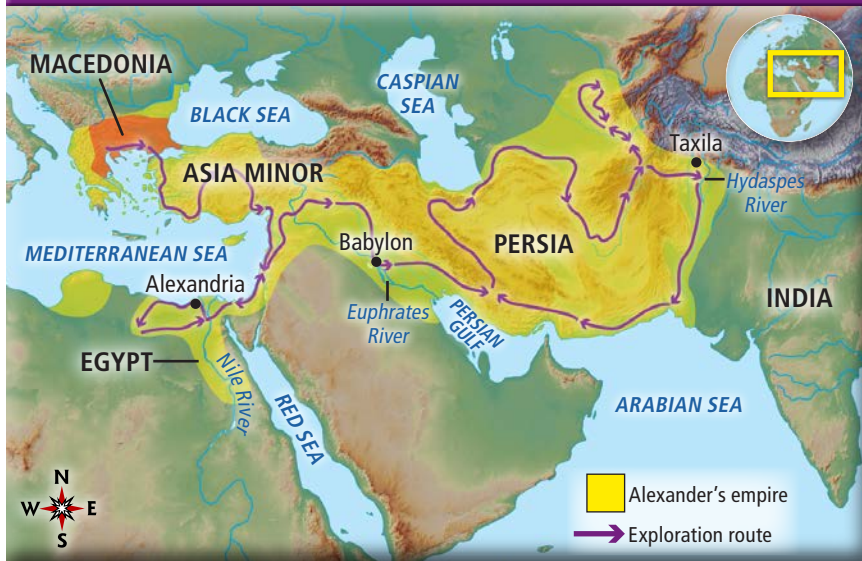 MACEDONIA
BLACK SEA
CASPIAN
SEA
Taxila
ASIA MINOR
Hydaspes
River
MEDITERRANEAN SEA
Babylon
PERSIA
Alexandria
INDIA
Euphrates
River
PERSIAN
GULF
EGYPT
Nile River
RED SEA
ARABIAN SEA
N
W
E
S
Alexander's empire
Exploration route